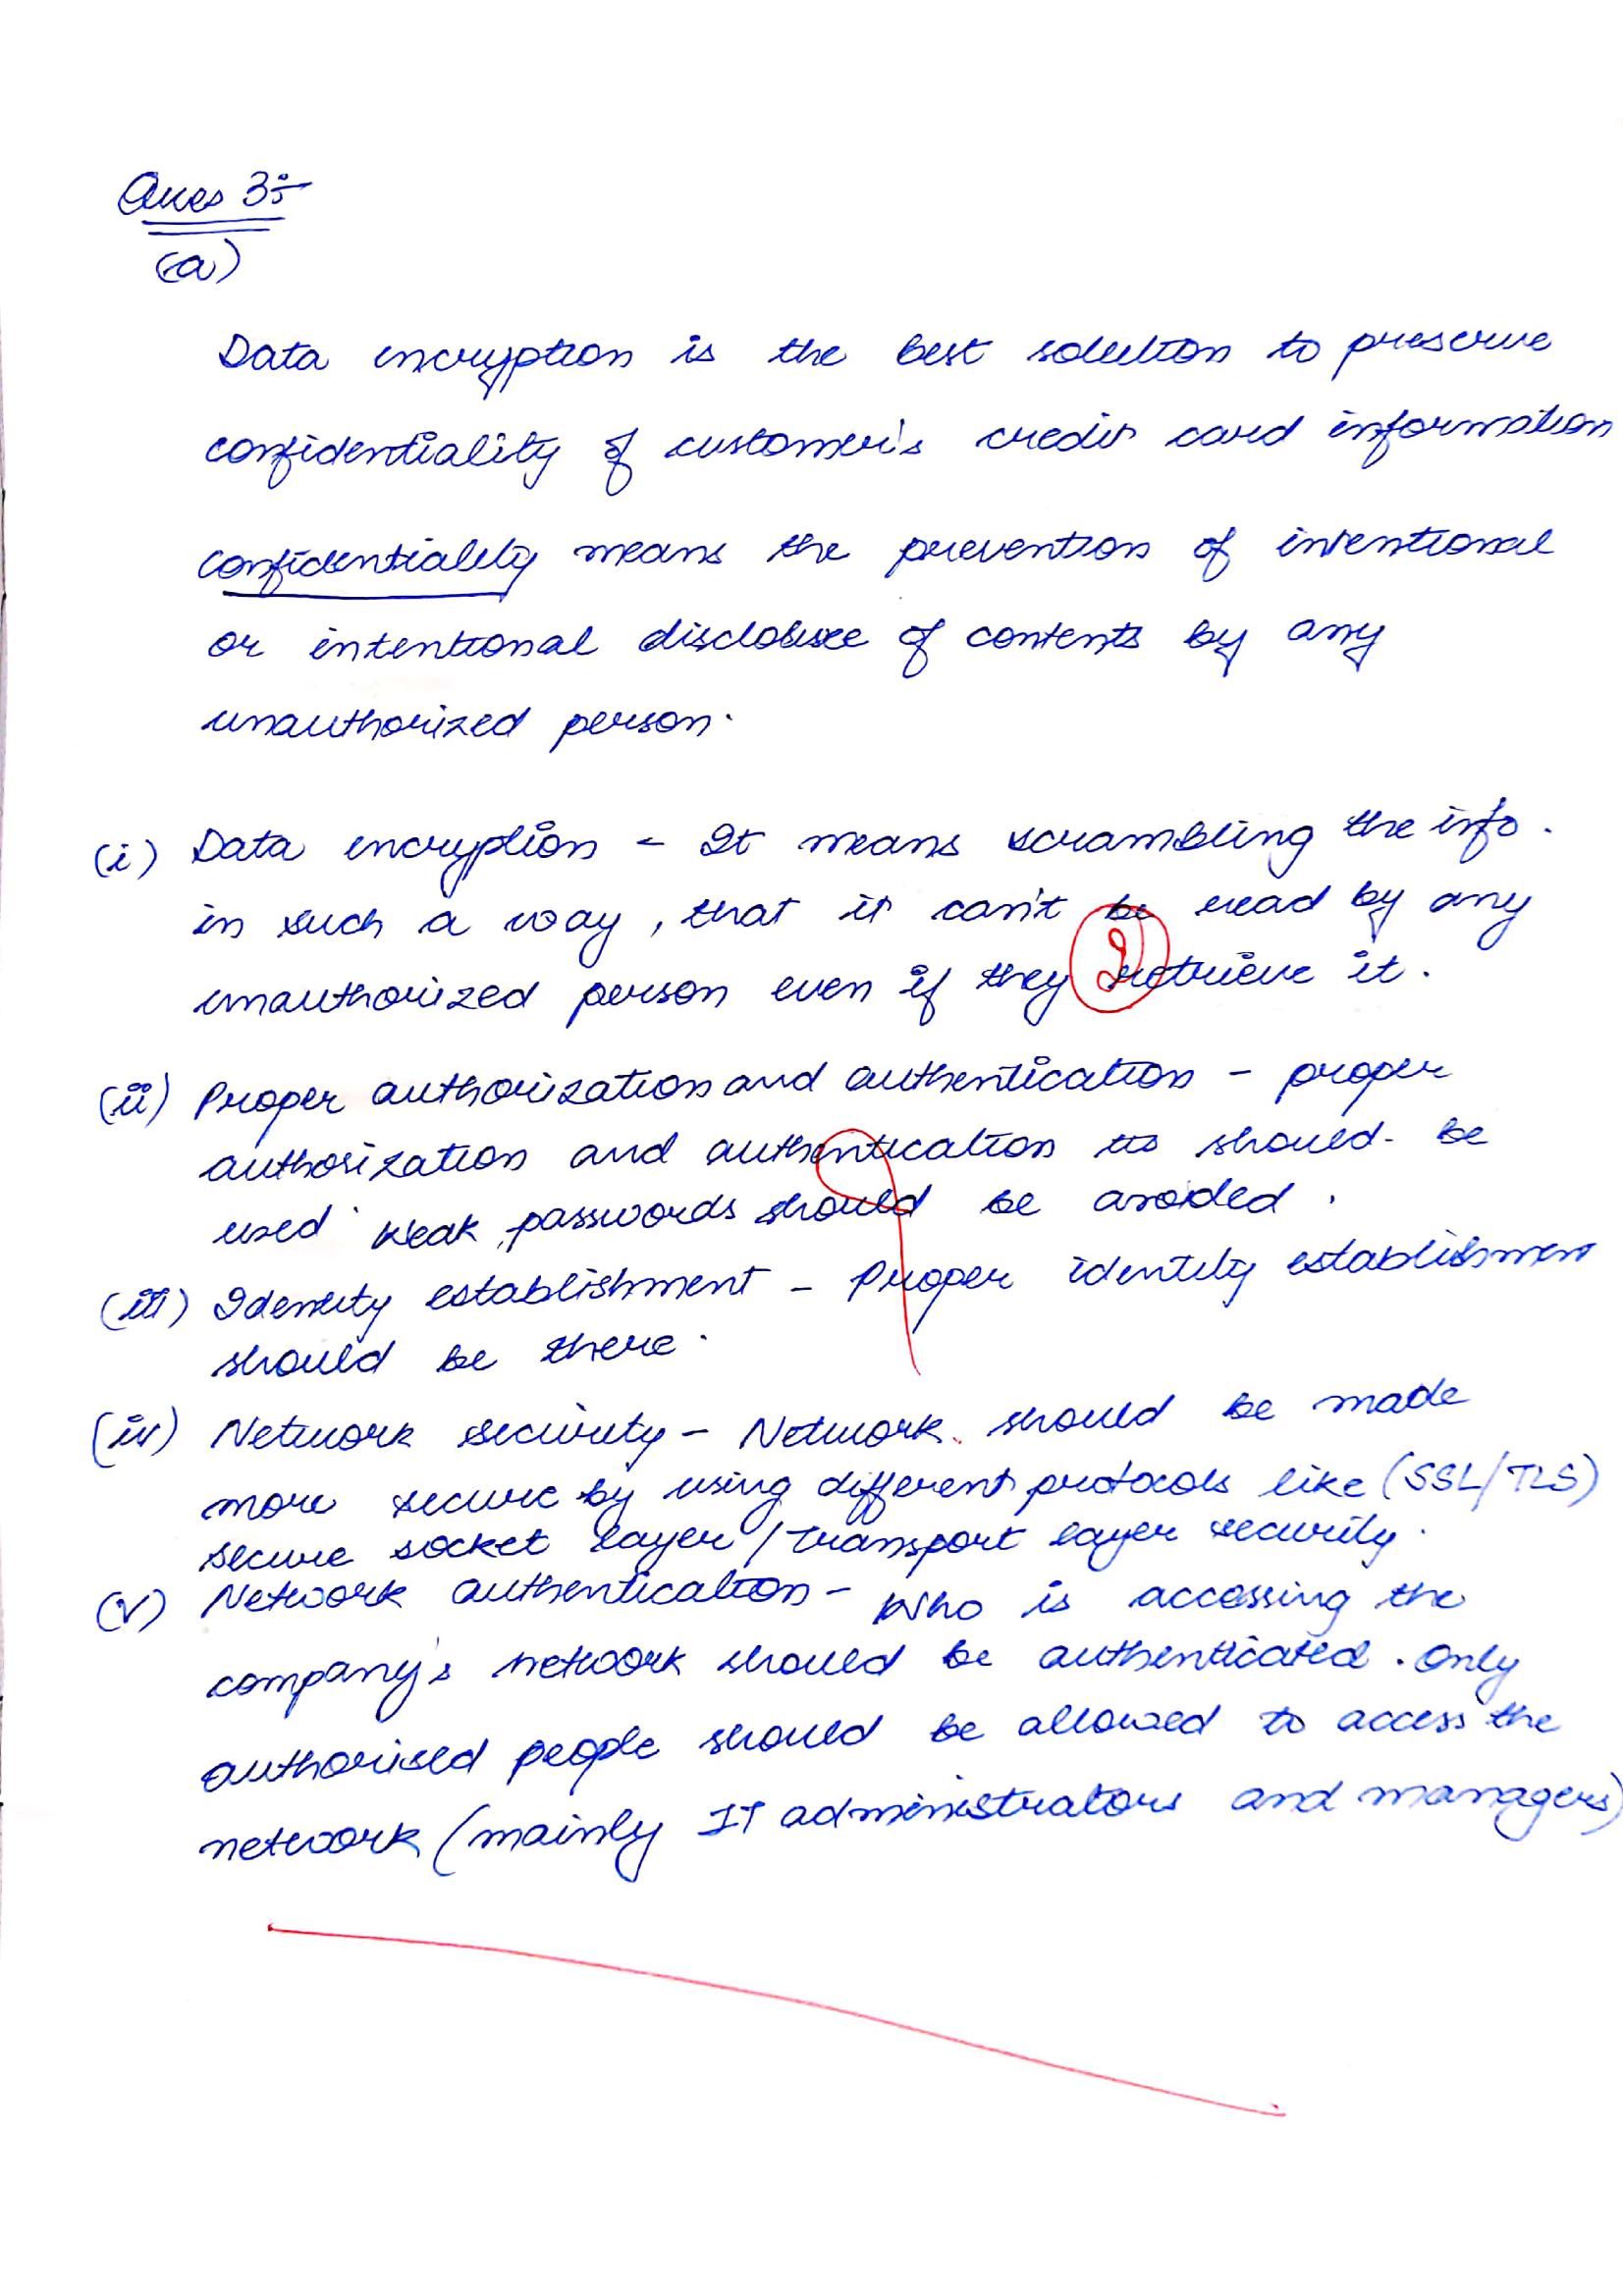 Ques 3:-
(a)
Data encryption is the best solution to preserve
confidentiality of customer's credit card information
confidentiality means the prevention of intentional
or intentional disclosure of contents by any
unauthorized person.
(i) Data encryption - It means scrambling the info.
in such a way, that it can't be read by any
2
unauthorized person even if they retrieve it.
(ii) Proper authorization and authentication - proper
authorization and authentication should be
used weak passwords should be avoided.
(iii) Identity establishment - Proper identity establishment
should be there.
(iv) Network security - Network should be made
more secure by using different protocols like (SSL/TLS)
secure socket layer / transport layer security.
(v) Network authentication - Who is accessing the
company's network should be authenticated. Only
authorised people should be allowed to access the
network (mainly IT administrators and managers)